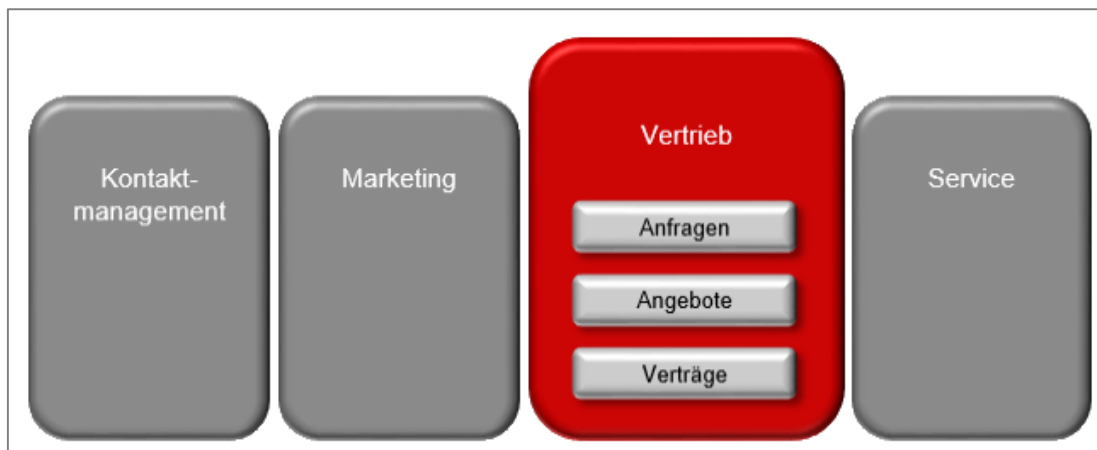 Kontakt-
management
Marketing
Vertrieb
Anfragen
Angebote
Verträge
Service